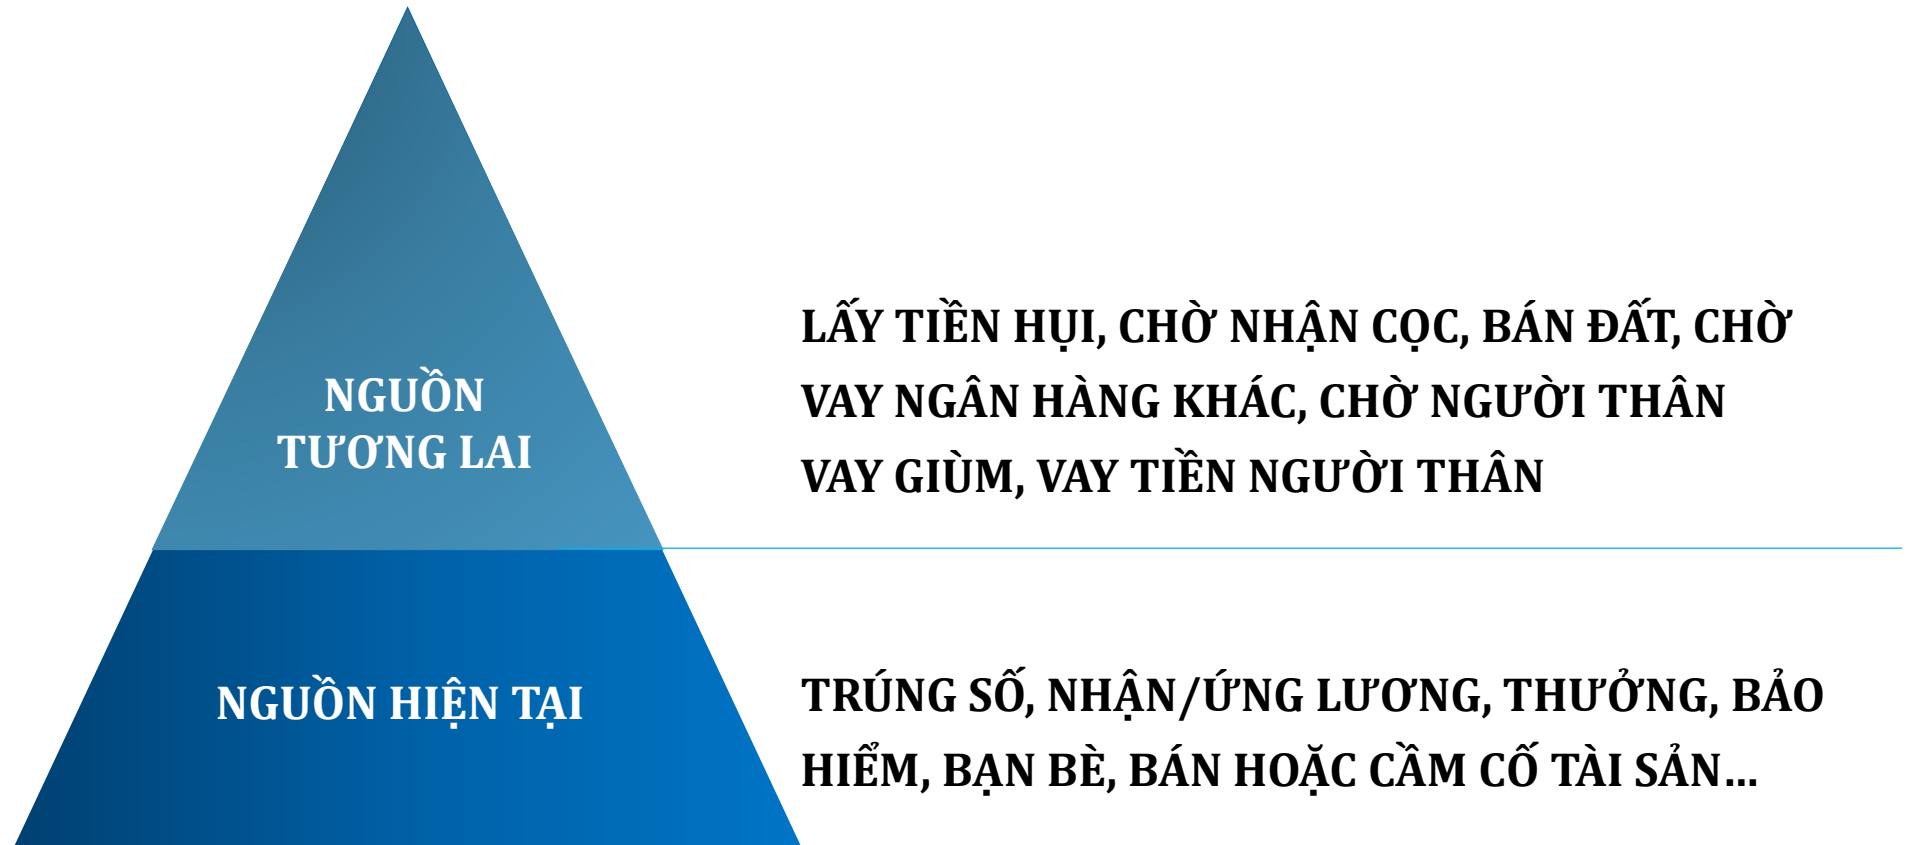 NGUỒN
TƯƠNG LAI
LẤY TIỀN HỤI, CHỜ NHẬN CỌC, BÁN ĐẤT, CHỜ
VAY NGÂN HÀNG KHÁC, CHỜ NGƯỜI THÂN
VAY GIÙM, VAY TIỀN NGƯỜI THÂN
NGUỒN HIỆN TẠI
TRÚNG SỐ, NHẬN/ỨNG LƯƠNG, THƯỞNG, BẢO
HIỂM, BẠN BÈ, BÁN HOẶC CẦM CỐ TÀI SẢN...